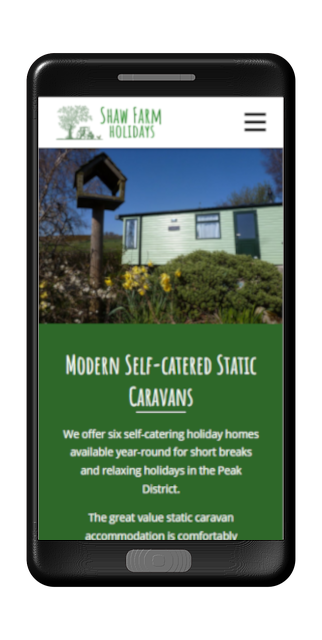 Shaw Farm
Holidays
Modern Self-catered Static
Caravans
We offer six self-catering holiday homes
available year-round for short breaks
and relaxing holidays in the Peak
District.
The great value static caravan
accommodation is comfortably